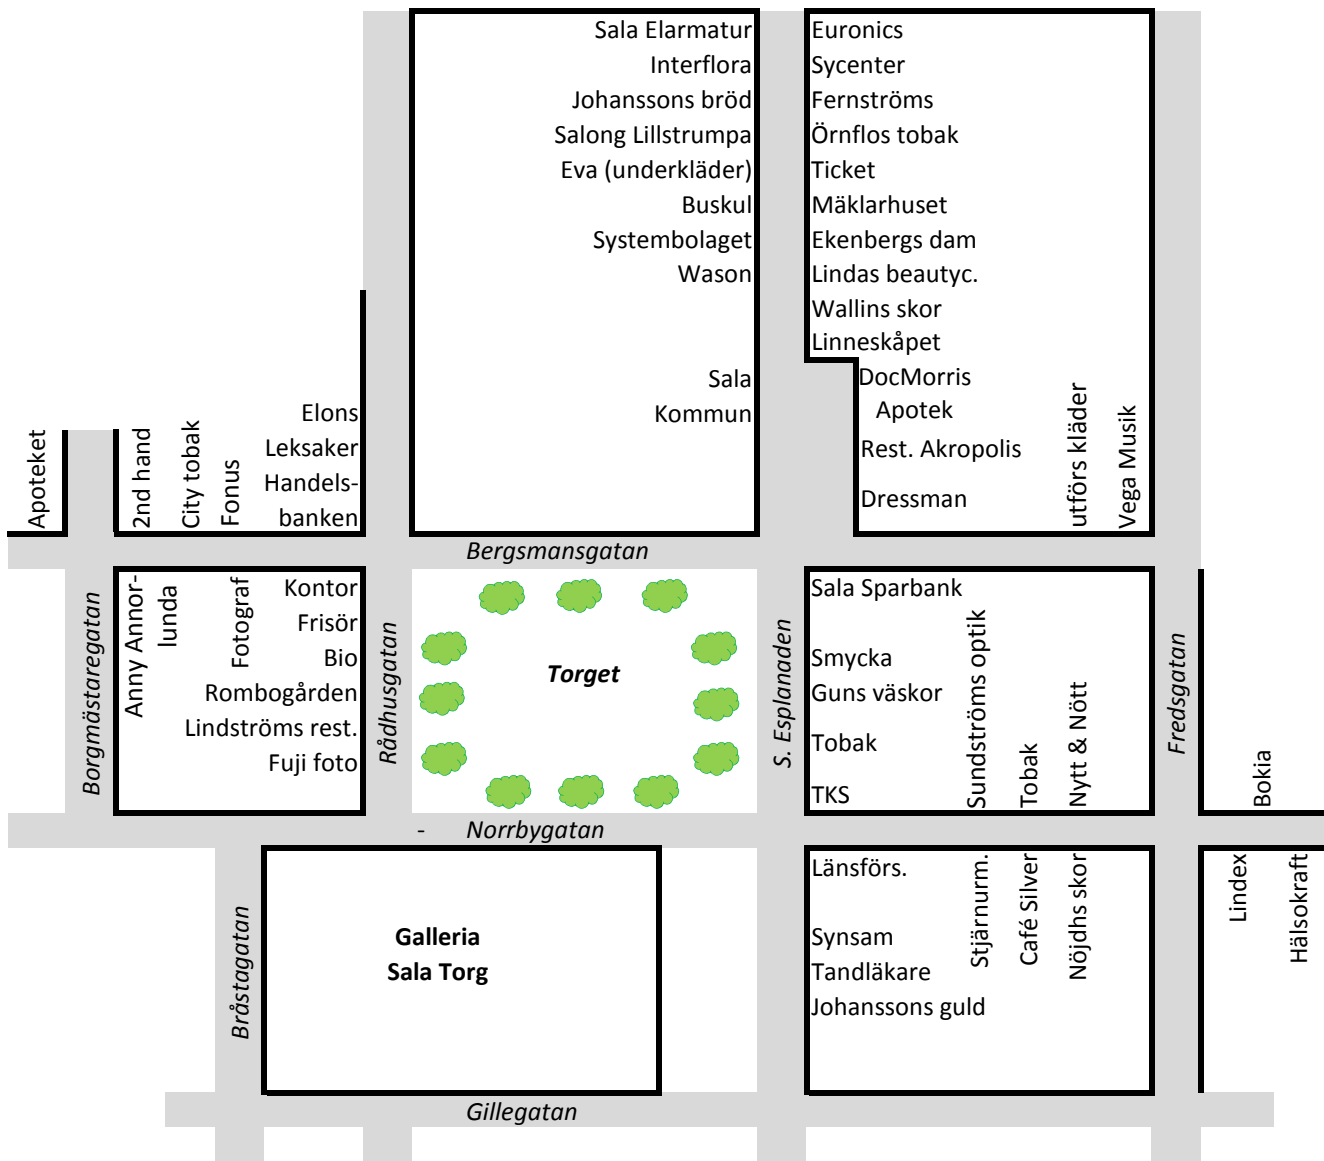 Sala Elarmatur
Interflora
Johanssons bröd
Salong Lillstrumpa
Eva (underkläder)
Buskul
Systembolaget
Wason
Sala
Kommun
Euronics
Sycenter
Fernströms
Örnflos tobak
Ticket
Mäklarhuset
Ekenbergs dam
Lindas beautyc.
Wallins skor
Linneskåpet
DocMorris
Apotek
Rest. Akropolis
Dressman
utförs kläder
Vega Musik
Apoteket
2nd hand
City tobak
Fonus
Elons
Leksaker
Handels-
banken
Bergsmansgatan
Borgmästaregatan
Anny Annor-
lunda
Fotograf
Kontor
Frisör
Bio
Rombogården
Lindströms rest.
Fuji foto
Rådhusgatan
Torget
S. Esplanaden
Sala Sparbank
Smycka
Guns väskor
Tobak
TKS
Sundströms optik
Tobak
Nytt & Nött
Fredsgatan
Bokia
- Norrbygatan
Bråstagatan
Galleria
Sala Torg
Länsförs.
Synsam
Tandläkare
Johanssons guld
Stjärnurm.
Café Silver
Nöjdhs skor
Lindex
Hälsokraft
Gillegatan